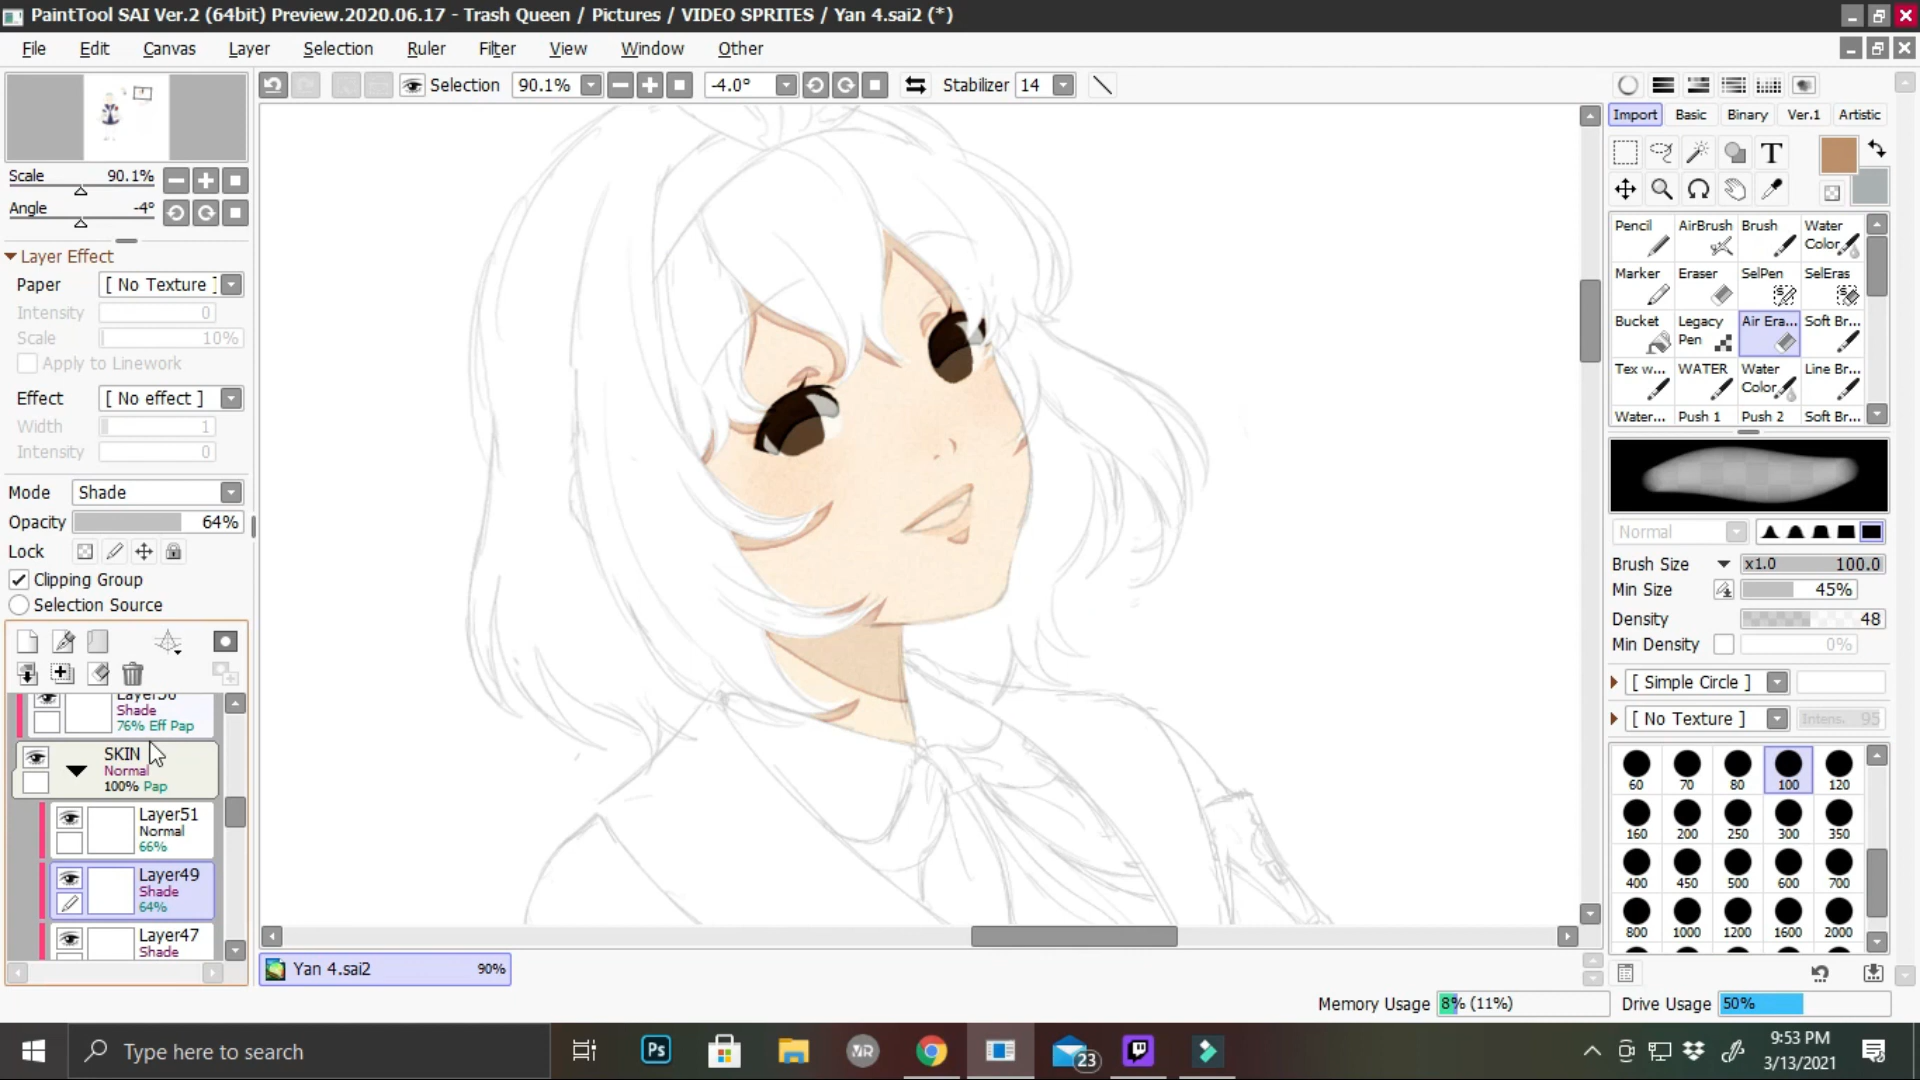 PaintTool SAI Ver.2 (64bit) Preview.2020.06.17 - Trash Queen / Pictures / VIDEO SPRITES / Yan 4.sai2 (*)
File Edit Canvas Layer Selection Ruler Filter View Window Other
Selection 90.1% -4.0° Stabilizer 14
Import Basic Binary Ver.1 Artistic
T
Scale 90.1%
Angle -4°
Layer Effect
Paper [ No Texture ]
Intensity 0
Scale 10%
Apply to Linework
Effect [ No effect ]
Width 1
Intensity 0
Mode Shade
Opacity 64%
Lock
Clipping Group
Selection Source
Shade
76% Eff Pap
SKIN
Normal
100% Pap
Layer51
Normal
66%
Layer49
Shade
64%
Layer47
Shade
Pencil AirBrush Brush Water Color
Marker Eraser SelPen SelEras
Bucket Legacy Pen Air Era... Soft Br...
Tex w... WATER Water Color Line Br...
Water... Push 1 Push 2 Soft Br...
Normal
Brush Size x1.0 100.0
Min Size 45%
Density 48
Min Density 0%
[ Simple Circle ]
[ No Texture ] Intens. 95
60 70 80 100 120
160 200 250 300 350
400 450 500 600 700
800 1000 1200 1600 2000
Yan 4.sai2 90%
Memory Usage 8% (11%) Drive Usage 50%
Type here to search
Ps
23
9:53 PM
3/13/2021